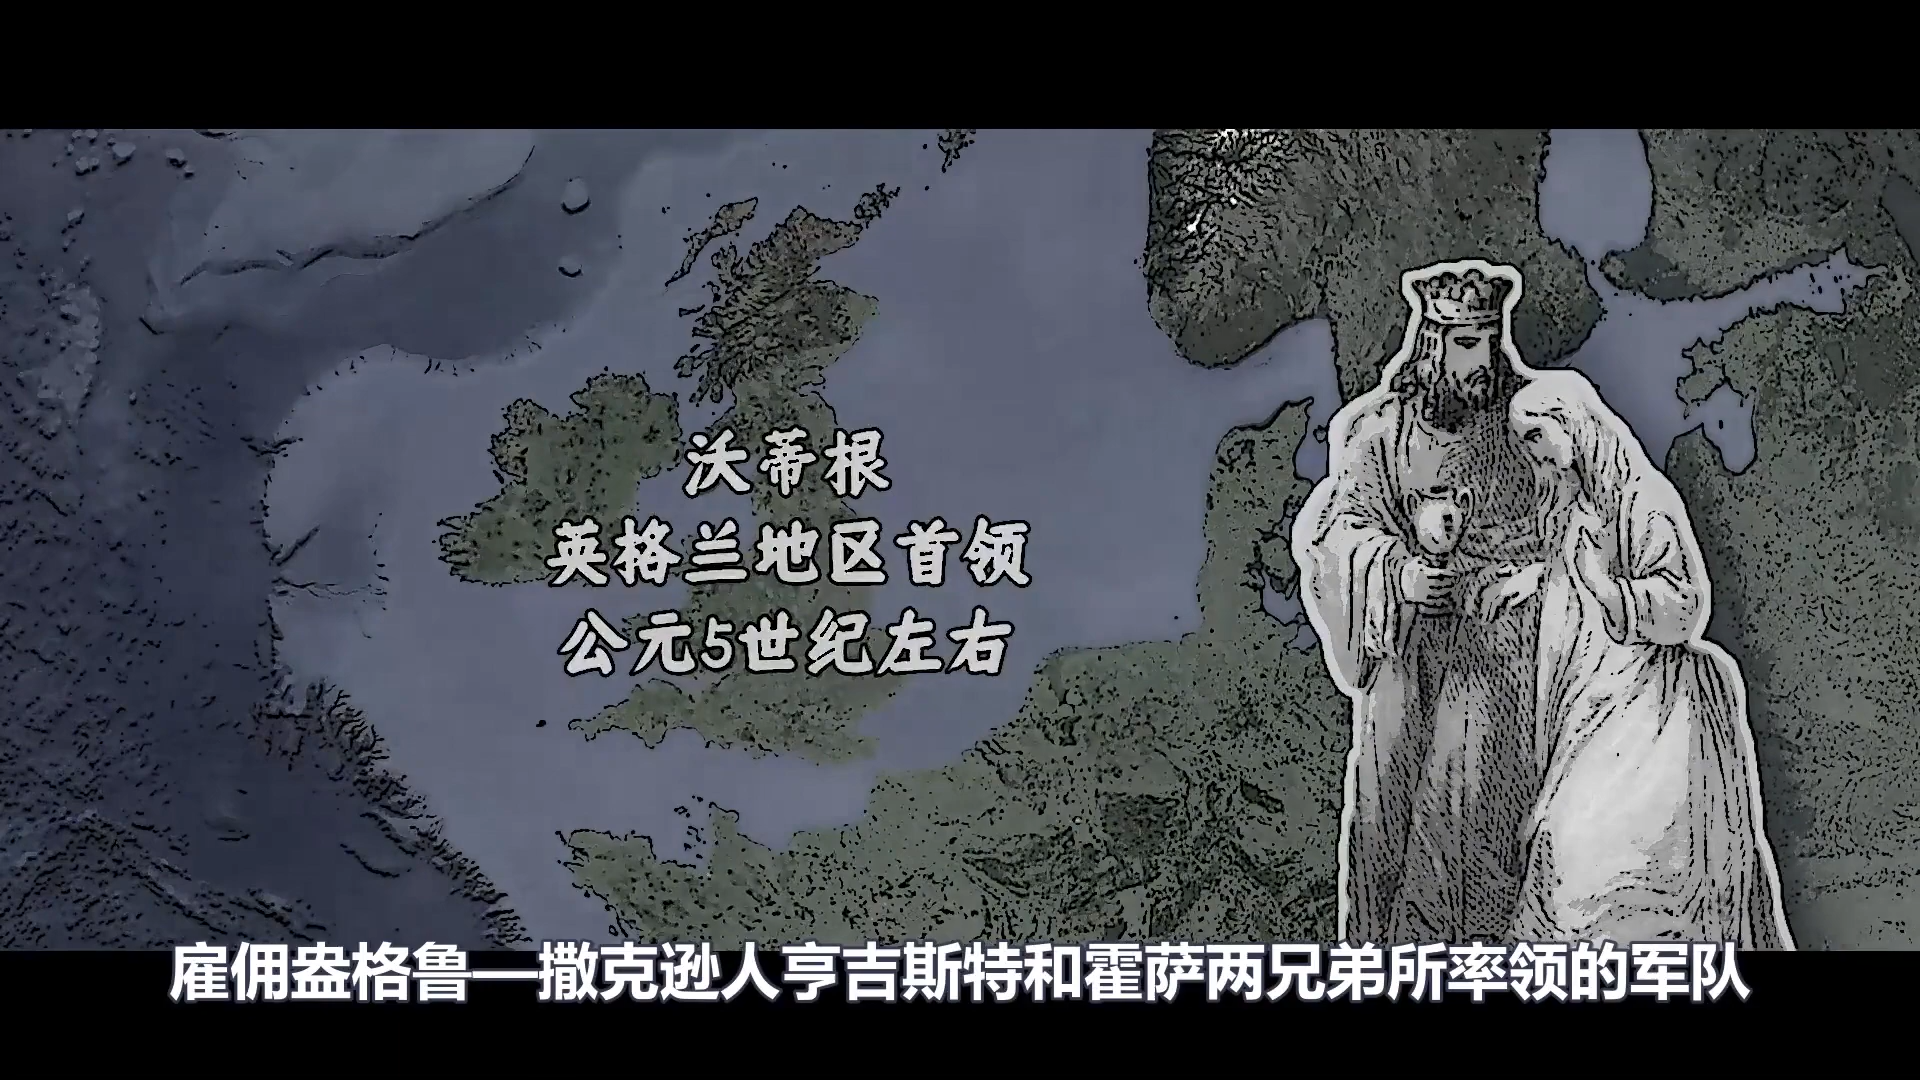 沃蒂根
英格兰地区首领
公元5世纪左右
雇佣盎格鲁—撒克逊人亨吉斯特和霍萨两兄弟所率领的军队